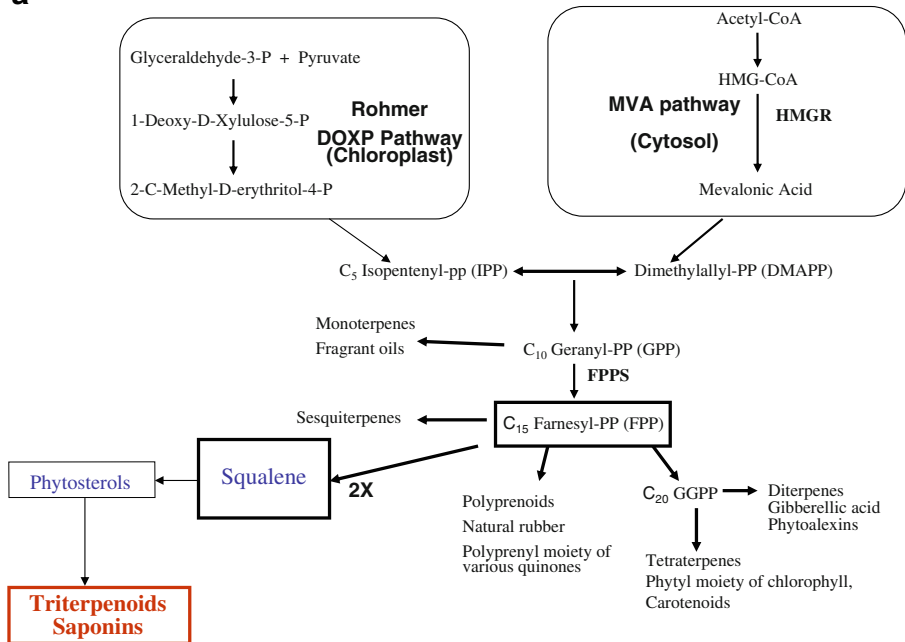 a
Glyceraldehyde-3-P + Pyruvate
1-Deoxy-D-Xylulose-5-P
2-C-Methyl-D-erythritol-4-P
Rohmer
DOXP Pathway
(Chloroplast)
Acetyl-CoA
HMG-CoA
MVA pathway
(Cytosol)
HMGR
Mevalonic Acid
C₅ Isopentenyl-pp (IPP)
Dimethylallyl-PP (DMAPP)
Monoterpenes
Fragrant oils
C₁₀ Geranyl-PP (GPP)
FPPS
Sesquiterpenes
C₁₅ Farnesyl-PP (FPP)
Phytosterols
Squalene
2X
Polyprenoids
Natural rubber
Polyprenyl moiety of
various quinones
C₂₀ GGPP
Diterpenes
Gibberellic acid
Phytoalexins
Tetraterpenes
Phytyl moiety of chlorophyll,
Carotenoids
Triterpenoids
Saponins